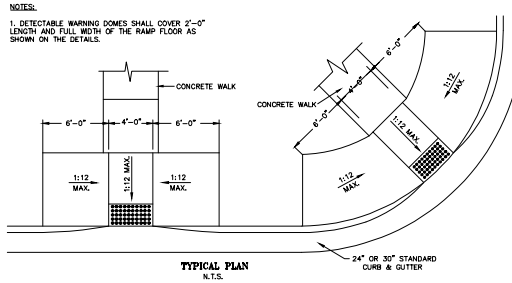 NOTES:
1. DETECTABLE WARNING DOMES SHALL COVER 2'-0"
LENGTH AND FULL WIDTH OF THE RAMP FLOOR AS
SHOWN ON THE DETAILS.
CONCRETE WALK
6'-0"
4'-0"
6'-0"
1:12
MAX.
1:12 MAX.
1:12
MAX.
6'-0"
4'-0"
6'-0"
CONCRETE WALK
1:12
MAX.
1:12 MAX.
1:12
MAX.
24" OR 30" STANDARD
CURB & GUTTER
TYPICAL PLAN
N.T.S.